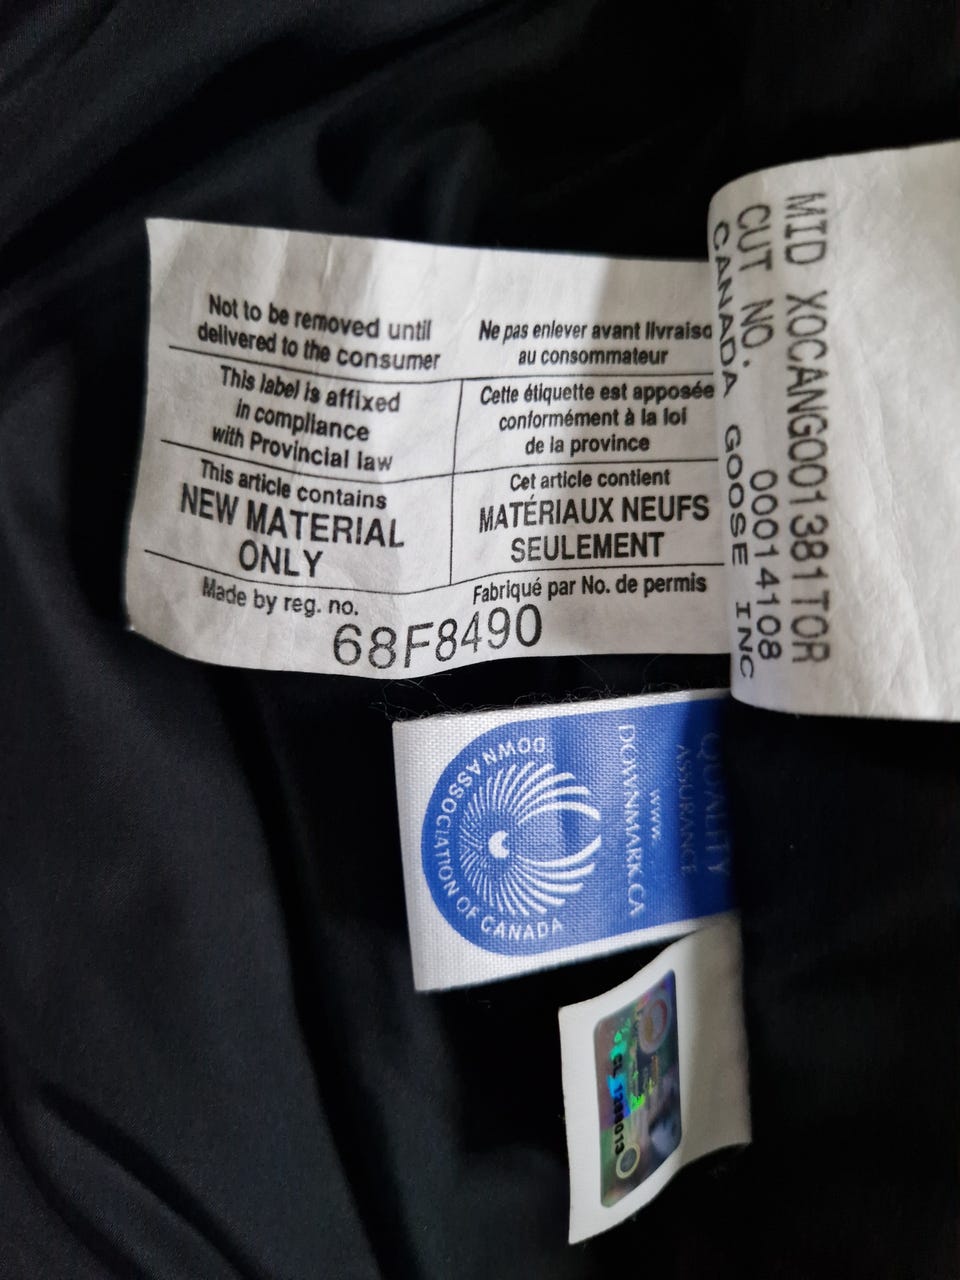 Not to be removed until
delivered to the consumer
Ne pas enlever avant livraiso
au consommateur
This label is affixed
in compliance
with Provincial law
Cette étiquette est apposée
conformément à la loi
de la province
This article contains
NEW MATERIAL
ONLY
Cet article contient
MATÉRIAUX NEUFS
SEULEMENT
Made by reg. no.
Fabriqué par No. de permis
68F8490
MID XOCANGO01381TOR
CUT NO. 00014108
CANADA GOOSE INC
DOWN ASSOCIATION OF CANADA
www.
DOWNMARK.CA
QUALITY
ASSURANCE